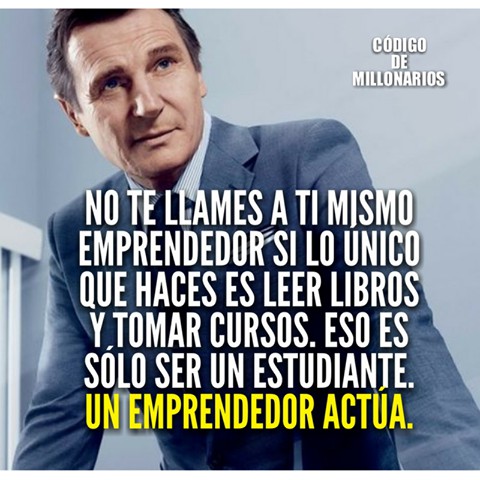 CÓDIGO
DE
MILLONARIOS
NO TE LLAMES A TI MISMO
EMPRENDEDOR SI LO ÚNICO
QUE HACES ES LEER LIBROS
Y TOMAR CURSOS. ESO ES
SÓLO SER UN ESTUDIANTE.
UN EMPRENDEDOR ACTÚA.